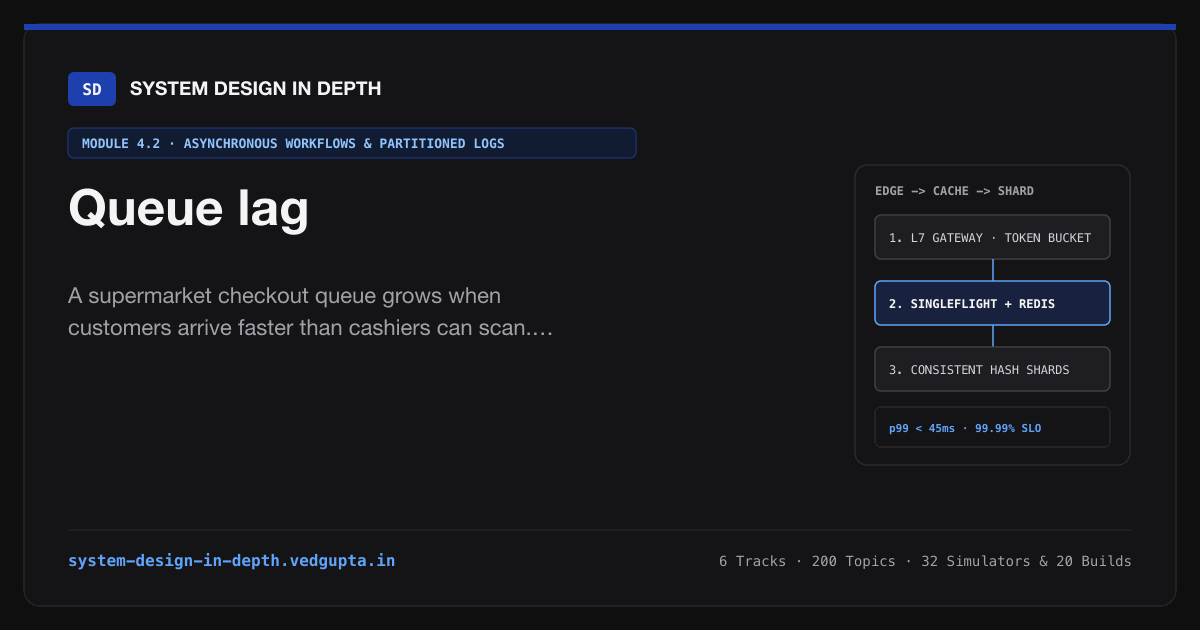 SD
SYSTEM DESIGN IN DEPTH
MODULE 4.2 · ASYNCHRONOUS WORKFLOWS & PARTITIONED LOGS
Queue lag
A supermarket checkout queue grows when
customers arrive faster than cashiers can scan....
EDGE -> CACHE -> SHARD
1. L7 GATEWAY · TOKEN BUCKET
2. SINGLEFLIGHT + REDIS
3. CONSISTENT HASH SHARDS
p99 < 45ms · 99.99% SLO
system-design-in-depth.vedgupta.in
6 Tracks · 200 Topics · 32 Simulators & 20 Builds